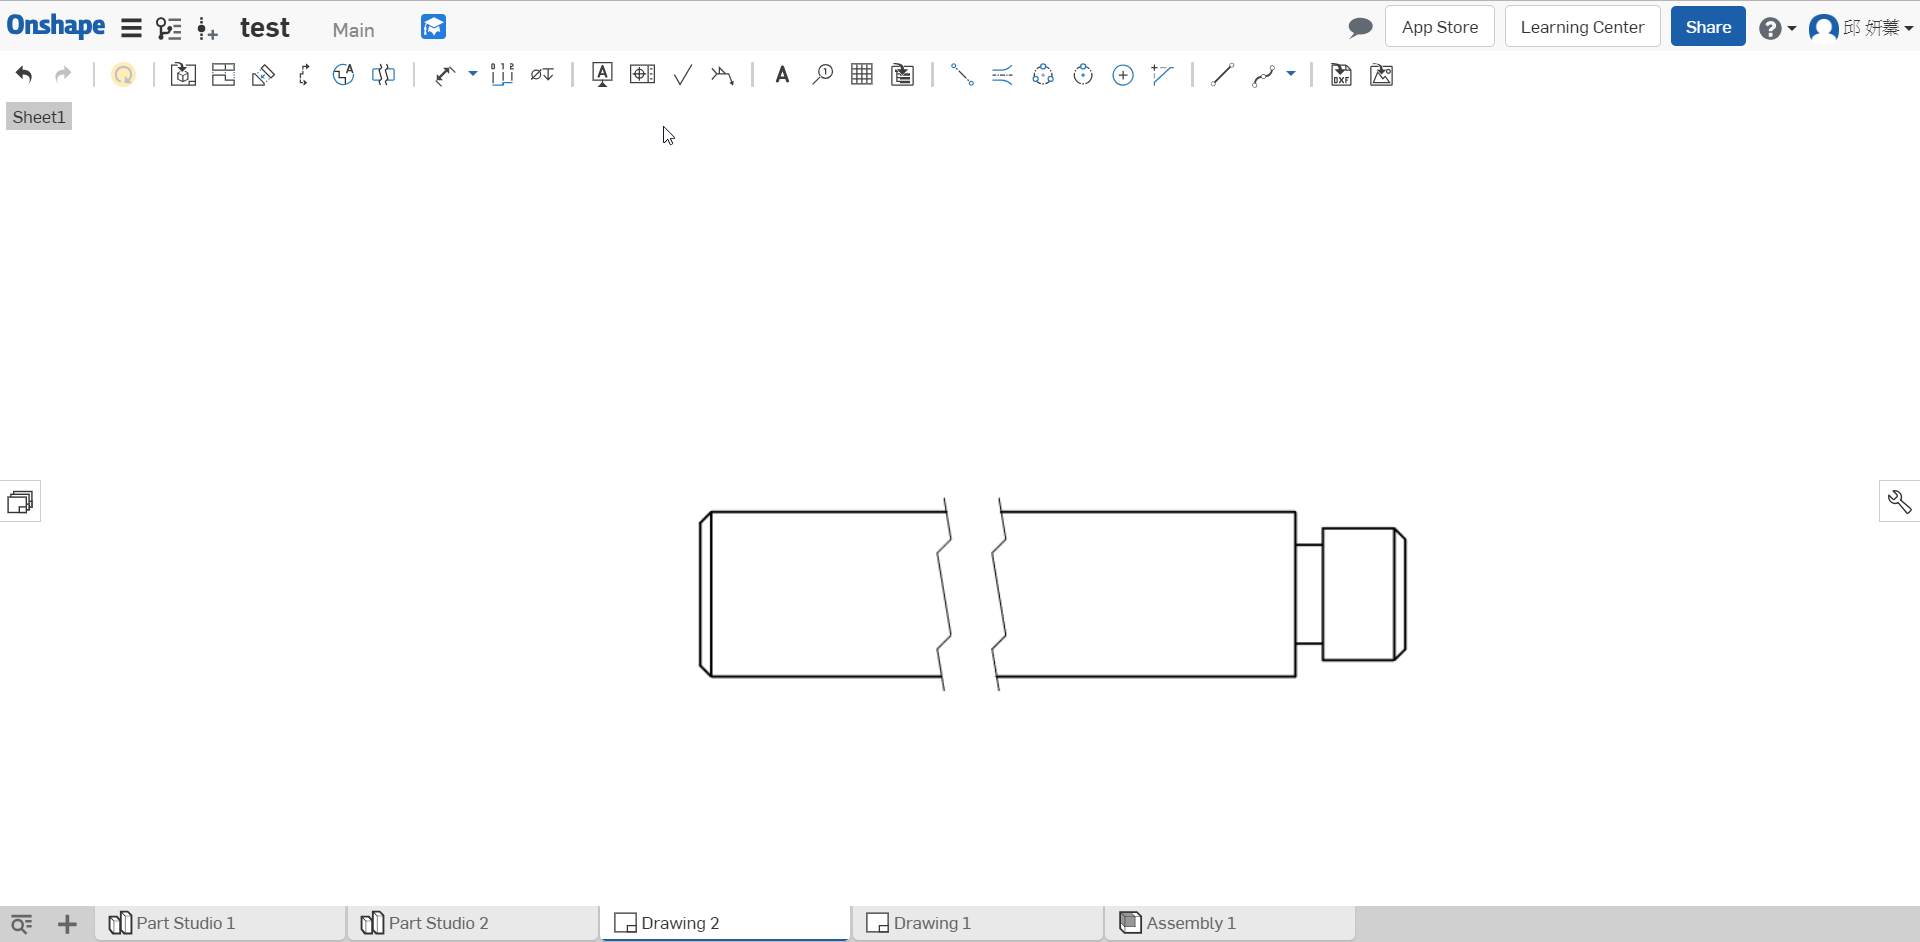 Onshape test Main App Store Learning Center Share 邱 妍蓁
Sheet1
Part Studio 1 Part Studio 2 Drawing 2 Drawing 1 Assembly 1